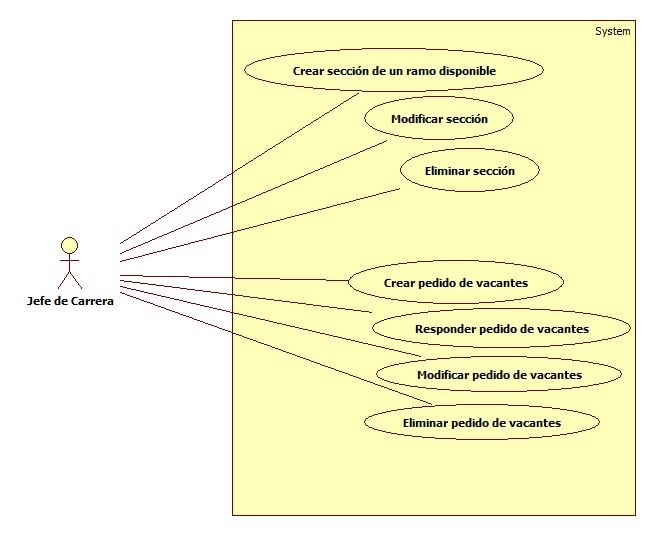 System
Crear sección de un ramo disponible
Modificar sección
Eliminar sección
Jefe de Carrera
Crear pedido de vacantes
Responder pedido de vacantes
Modificar pedido de vacantes
Eliminar pedido de vacantes